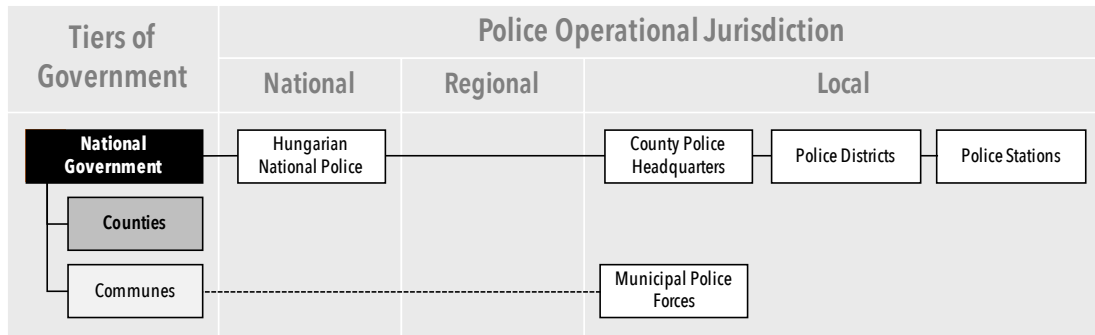 Tiers of
Government
Police Operational Jurisdiction
National
Regional
Local
National
Government
Hungarian
National Police
County Police
Headquarters
Police Districts
Police Stations
Counties
Communes
Municipal Police
Forces